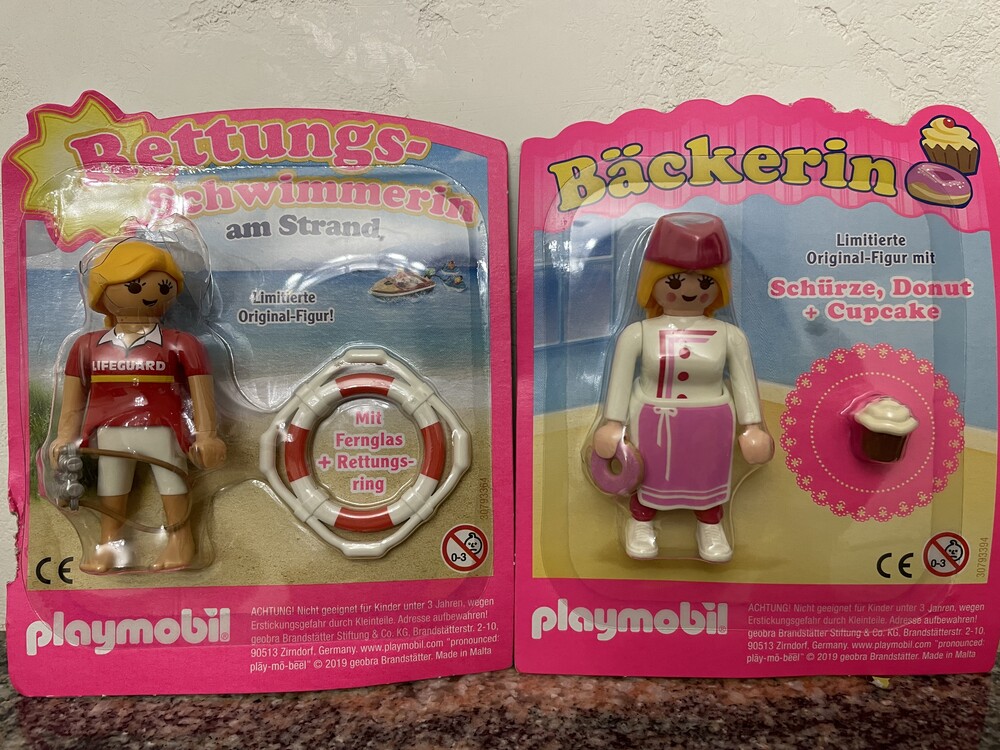 Rettungs-
Schwimmerin
am Strand
Limitierte
Original-Figur!
LIFEGUARD
Mit
Fernglas
+ Rettungs-
ring
30793364
0-3
CE
playmobil®
ACHTUNG! Nicht geeignet für Kinder unter 3 Jahren, wegen
Erstickungsgefahr durch Kleinteile. Adresse aufbewahren!
geobra Brandstätter Stiftung & Co. KG. Brandstätterstr. 2-10,
90513 Zirndorf, Germany. www.playmobil.com "pronounced:
plāy-mō-bēēl" © 2019 geobra Brandstätter. Made in Malta
Bäckerin
Limitierte
Original-Figur mit
Schürze, Donut
+ Cupcake
CE
0-3
30793394
playmobil®
ACHTUNG! Nicht geeignet für Kinder unter 3 Jahren, wegen
Erstickungsgefahr durch Kleinteile. Adresse aufbewahren!
geobra Brandstätter Stiftung & Co. KG. Brandstätterstr. 2-10,
90513 Zirndorf, Germany. www.playmobil.com "pronounced:
plāy-mō-bēēl" © 2019 geobra Brandstätter. Made in Malta